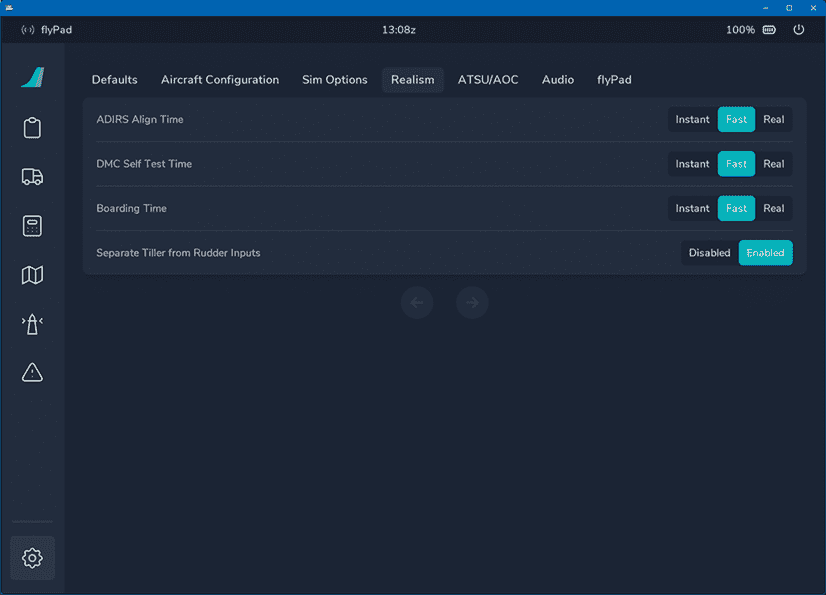 flyPad 13:08z 100%
Defaults Aircraft Configuration Sim Options Realism ATSU/AOC Audio flyPad
ADIRS Align Time Instant Fast Real
DMC Self Test Time Instant Fast Real
Boarding Time Instant Fast Real
Separate Tiller from Rudder Inputs Disabled Enabled